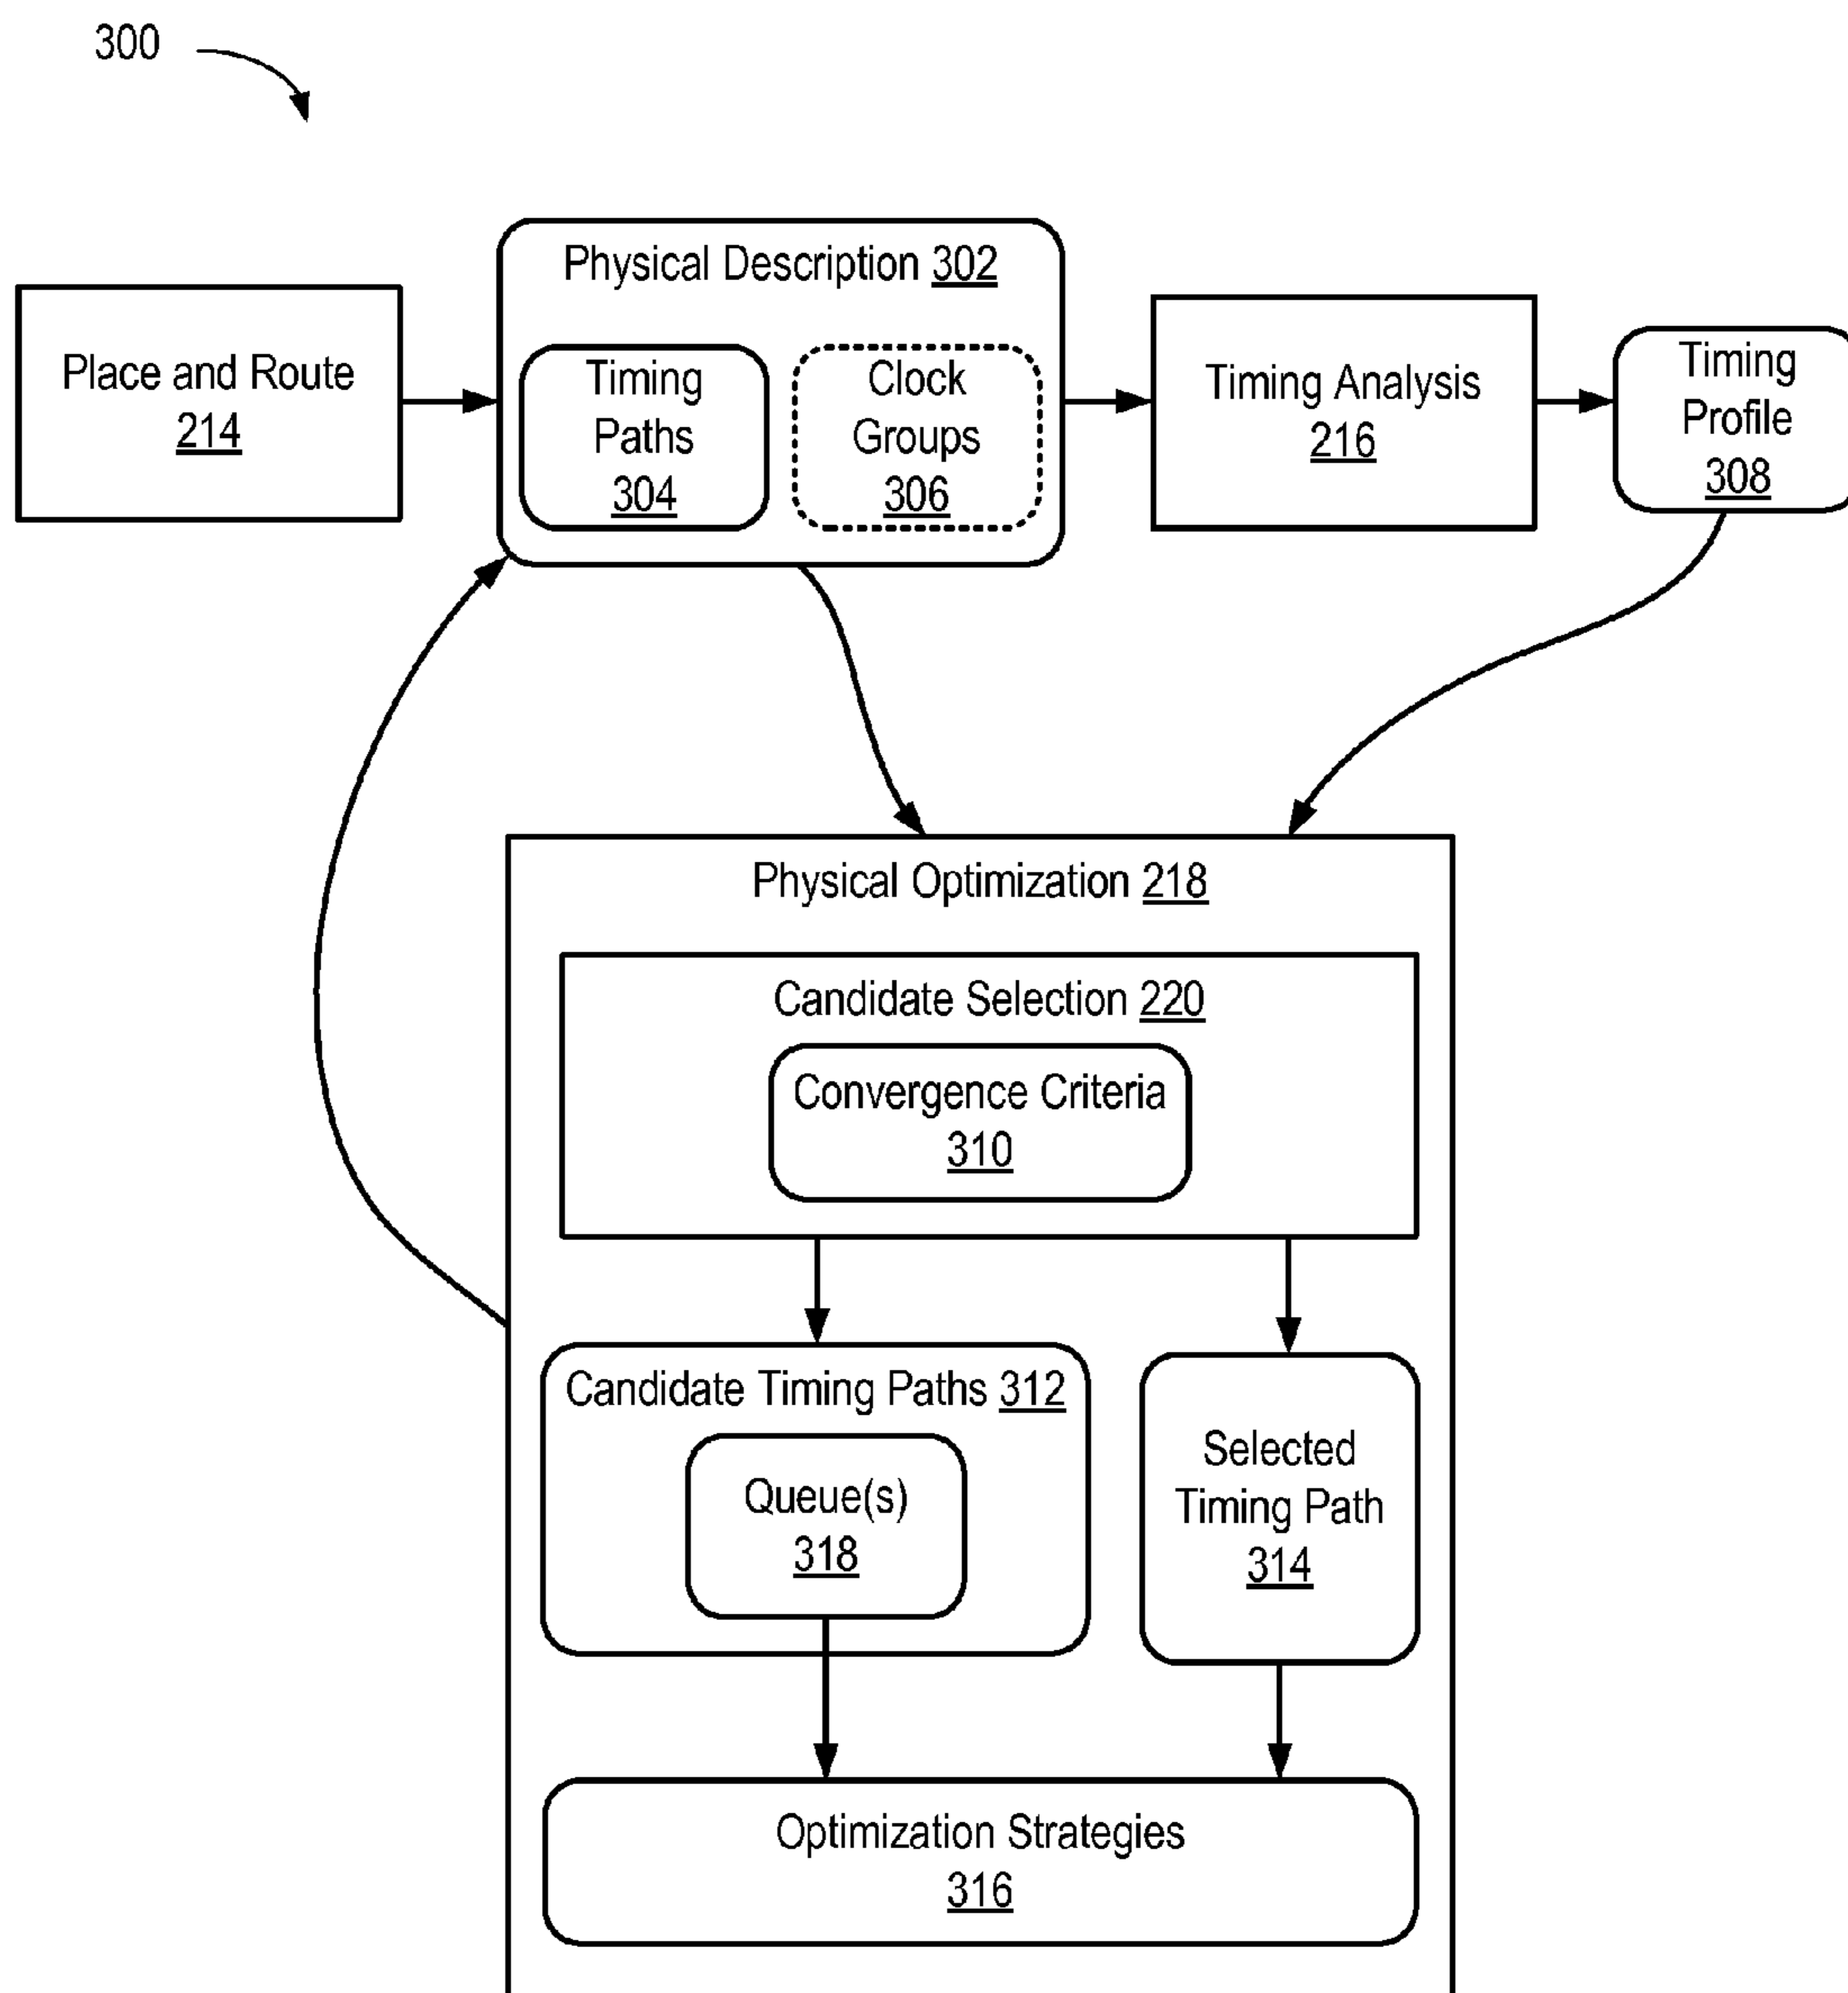 300
Physical Description 302
Place and Route
214
Timing
Paths
304
Clock
Groups
306
Timing Analysis
216
Timing
Profile
308
Physical Optimization 218
Candidate Selection 220
Convergence Criteria
310
Candidate Timing Paths 312
Queue(s)
318
Selected
Timing Path
314
Optimization Strategies
316